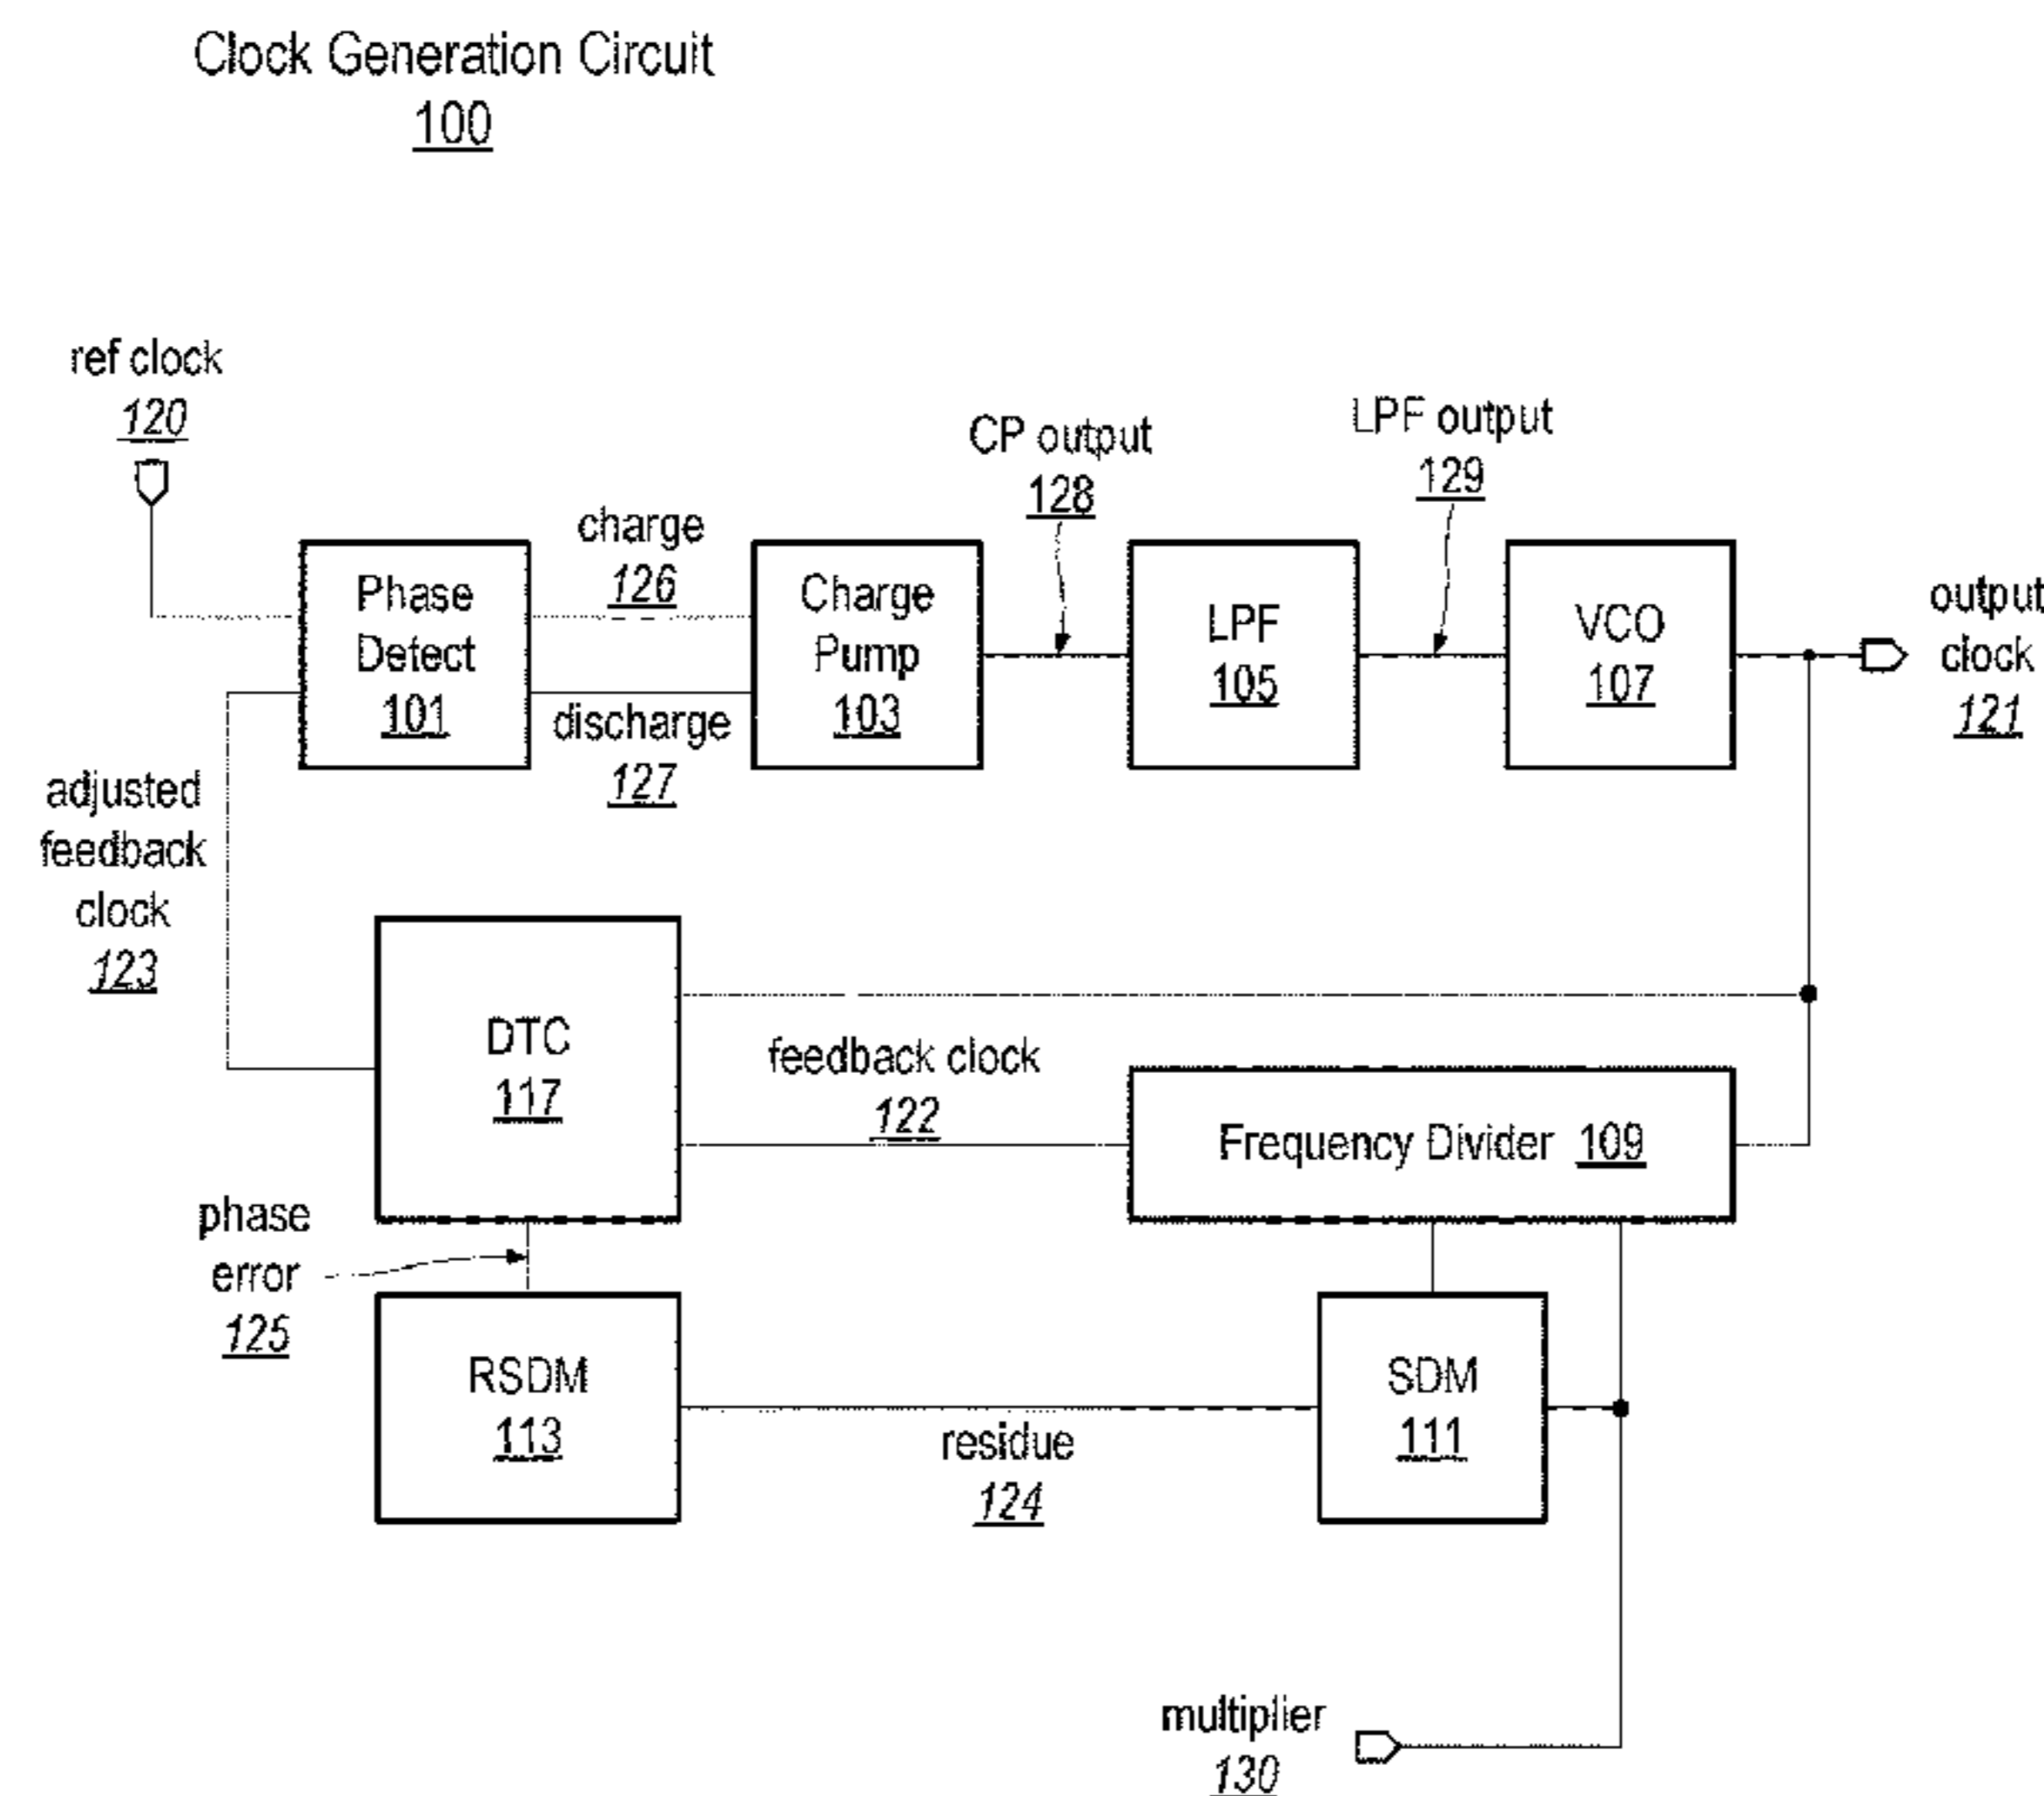 Clock Generation Circuit
100
ref clock
120
charge
126
CP output
128
LPF output
129
Phase
Detect
101
discharge
127
Charge
Pump
103
LPF
105
VCO
107
output
clock
121
adjusted
feedback
clock
123
DTC
117
feedback clock
122
Frequency Divider 109
phase
error
125
RSDM
113
residue
124
SDM
111
multiplier
130